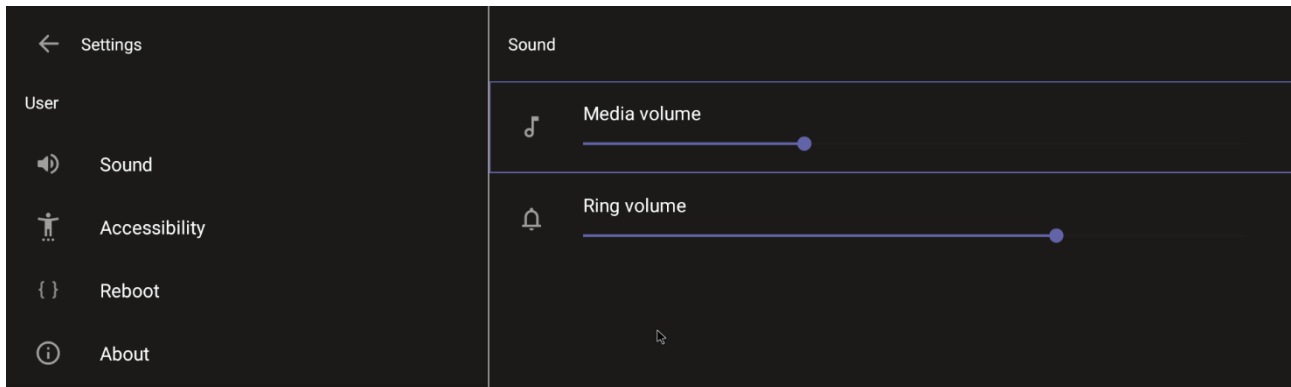 Settings
User
Sound
Accessibility
Reboot
About
Sound
Media volume
Ring volume